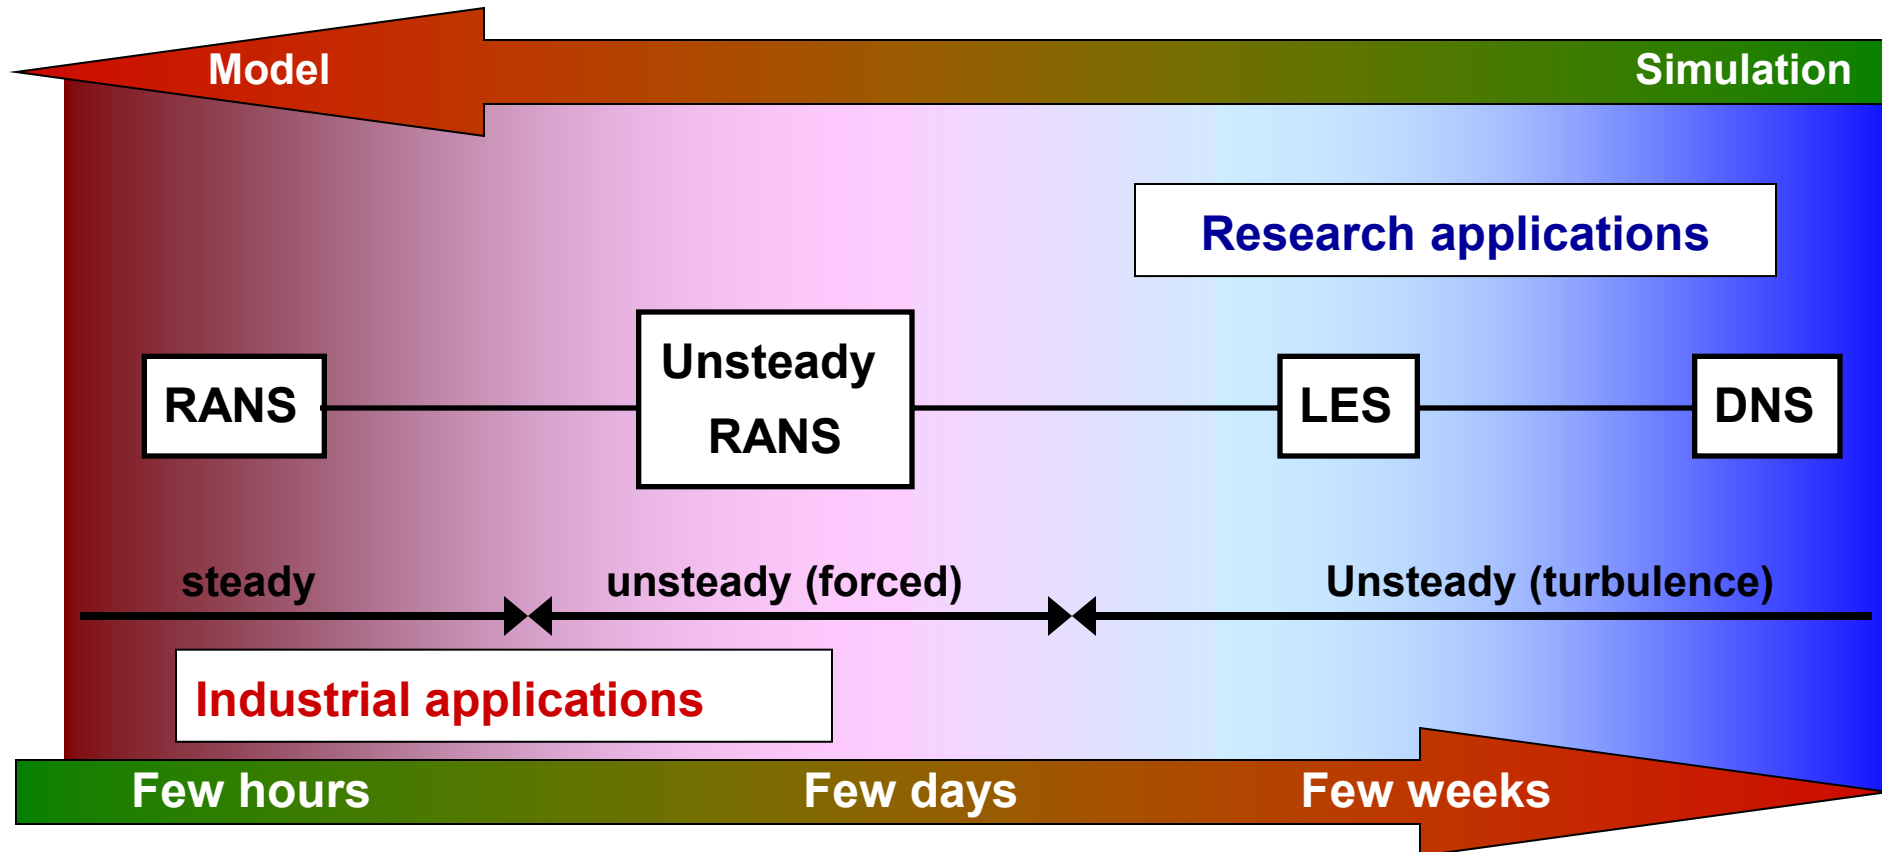 Model
Simulation
Research applications
RANS
Unsteady
RANS
LES
DNS
steady
unsteady (forced)
Unsteady (turbulence)
Industrial applications
Few hours
Few days
Few weeks